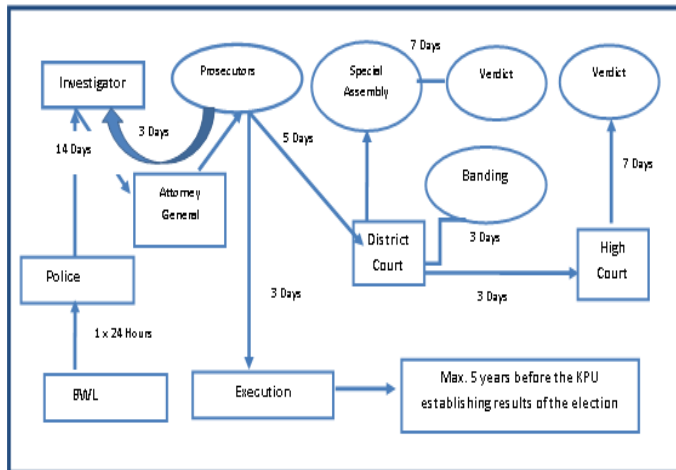 7 Days
Investigator
Prosecutors
Special
Assembly
Verdict
Verdict
3 Days
5 Days
14 Days
7 Days
Banding
Attorney
General
District
Court
3 Days
High
Court
Police
3 Days
3 Days
1 x 24 Hours
BWL
Execution
Max. 5 years before the KPU
establishing results of the election